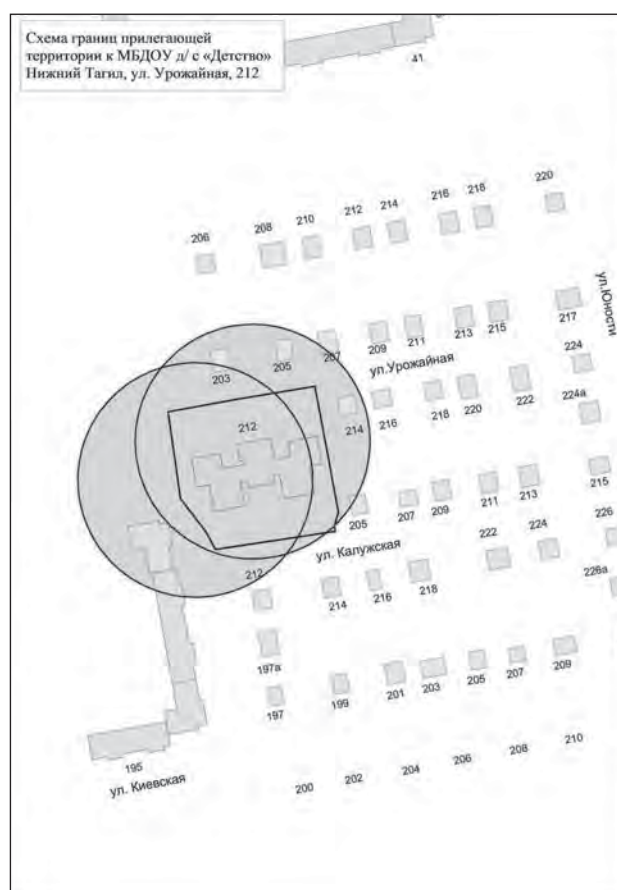 Схема границ прилегающей
территории к МБДОУ д/ с «Детство»
Нижний Тагил, ул. Урожайная, 212
41
220
216 218
212 214
208 210
206
ул.Юности
217
213 215
209 211
207
205
203
ул.Урожайная
224
222
224а
218 220
214 216
212
215
211 213
207 209
205
ул. Калужская
226
222 224
226а
212
214 216 218
197а
209
205 207
201 203
199
197
195
ул. Киевская
200 202 204 206 208 210